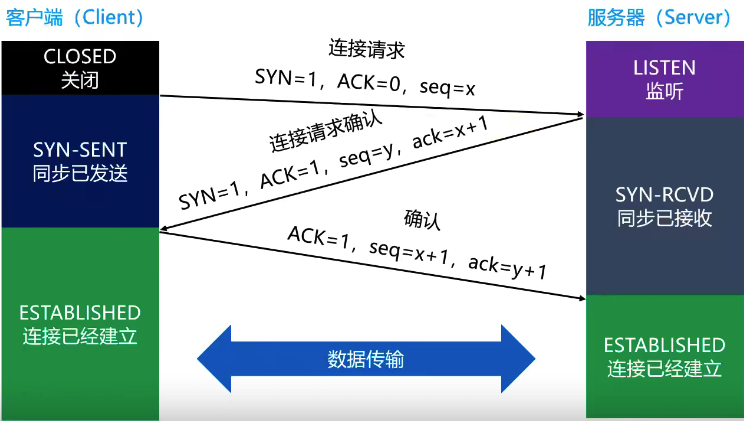 客户端（Client）
服务器（Server）
CLOSED
关闭
连接请求
SYN=1，ACK=0，seq=x
LISTEN
监听
SYN-SENT
同步已发送
连接请求确认
SYN=1，ACK=1，seq=y，ack=x+1
SYN-RCVD
同步已接收
确认
ACK=1，seq=x+1，ack=y+1
ESTABLISHED
连接已经建立
数据传输
ESTABLISHED
连接已经建立